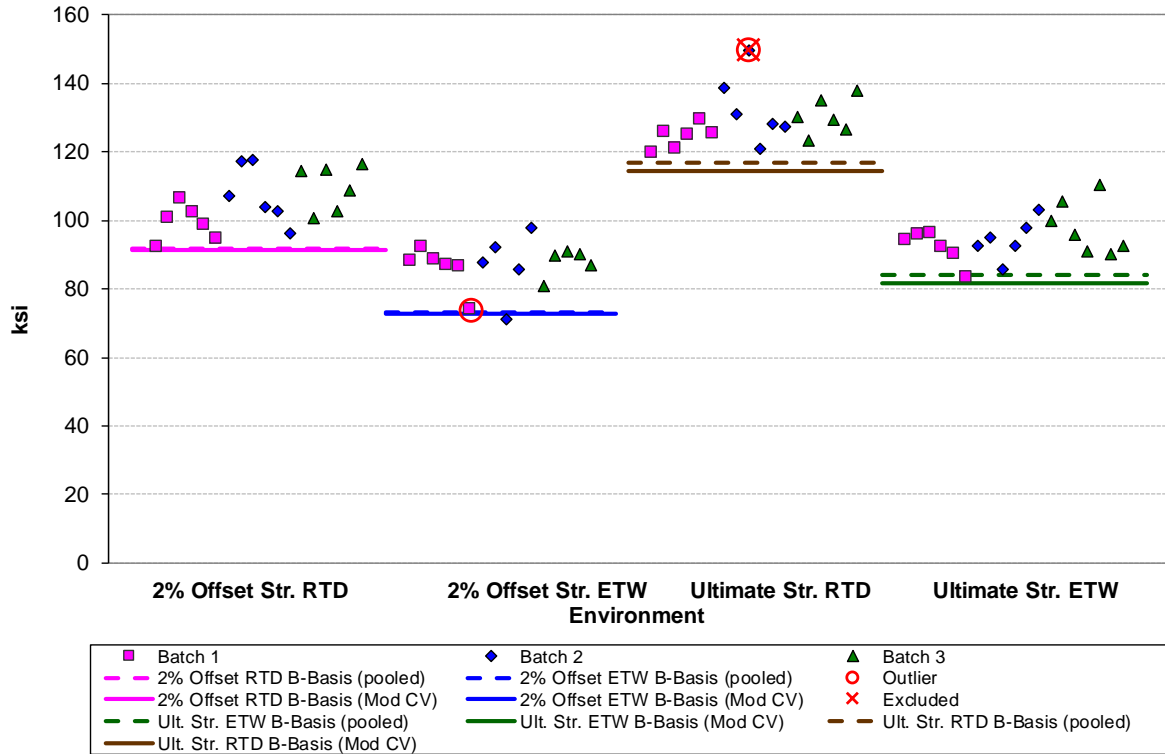 160
140
120
100
80
60
40
20
0
ksi
2% Offset Str. RTD 2% Offset Str. ETW Ultimate Str. RTD Ultimate Str. ETW
Environment
Batch 1 Batch 2 Batch 3
2% Offset RTD B-Basis (pooled) 2% Offset ETW B-Basis (pooled) Outlier
2% Offset RTD B-Basis (Mod CV) 2% Offset ETW B-Basis (Mod CV) Excluded
Ult. Str. ETW B-Basis (pooled) Ult. Str. ETW B-Basis (Mod CV) Ult. Str. RTD B-Basis (pooled)
Ult. Str. RTD B-Basis (Mod CV)